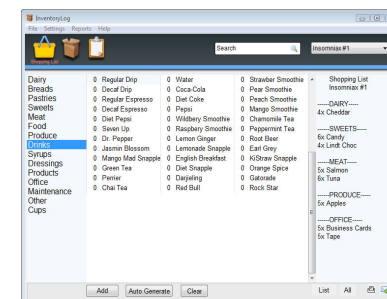 InventoryLog
File Settings Reports Help
Shopping List
Search
Insomniax #1
Dairy
Breads
Pastries
Sweets
Meat
Food
Produce
Drinks
Syrups
Dressings
Products
Office
Maintenance
Other
Cups
0 Regular Drip
0 Decaf Drip
0 Regular Espresso
0 Decaf Espresso
0 Diet Pepsi
0 Seven Up
0 Dr. Pepper
0 Jasmin Blossom
0 Mango Mad Snapple
0 Green Tea
0 Perrier
0 Chai Tea
0 Water
0 Coca-Cola
0 Diet Coke
0 Pepsi
0 Wildbery Smoothie
0 Raspbery Smoothie
0 Lemon Ginger
0 Lemonade Snapple
0 English Breakfast
0 Diet Snapple
0 Darjieling
0 Red Bull
0 Strawber Smoothie
0 Pear Smoothie
0 Peach Smoothie
0 Mango Smoothie
0 Chamomile Tea
0 Peppermint Tea
0 Root Beer
0 Earl Grey
0 KiStraw Snapple
0 Orange Spice
0 Gatorade
0 Rock Star
Shopping List
Insomniax #1
-----DAIRY----
4x Cheddar
-----SWEETS----
6x Candy
4x Lindt Choc
-----MEAT----
5x Salmon
6x Tuna
-----PRODUCE----
5x Apples
-----OFFICE----
5x Business Cards
5x Tape
Add Auto Generate Clear
List All